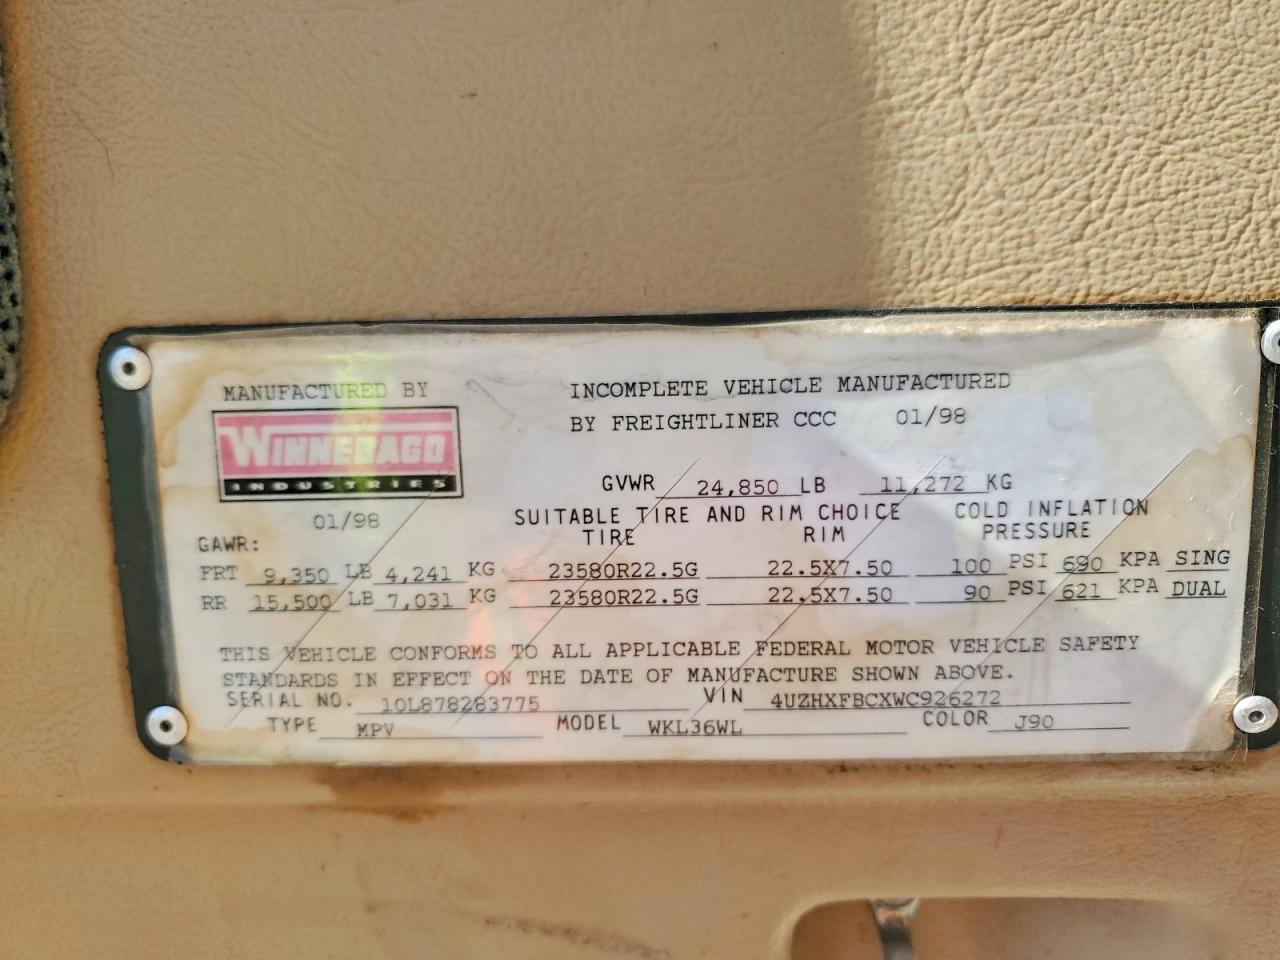 MANUFACTURED BY
WINNEBAGO
INDUSTRIES
01/98
INCOMPLETE VEHICLE MANUFACTURED
BY FREIGHTLINER CCC 01/98
GVWR 24,850 LB 11,272 KG
SUITABLE TIRE AND RIM CHOICE COLD INFLATION
GAWR: TIRE RIM PRESSURE
FRT 9,350 LB 4,241 KG 23580R22.5G 22.5X7.50 100 PSI 690 KPA SING
RR 15,500 LB 7,031 KG 23580R22.5G 22.5X7.50 90 PSI 621 KPA DUAL
THIS VEHICLE CONFORMS TO ALL APPLICABLE FEDERAL MOTOR VEHICLE SAFETY
STANDARDS IN EFFECT ON THE DATE OF MANUFACTURE SHOWN ABOVE.
SERIAL NO. 10L878283775 VIN 4UZHXFBCXWC926272
TYPE MPV MODEL WKL36WL COLOR J90